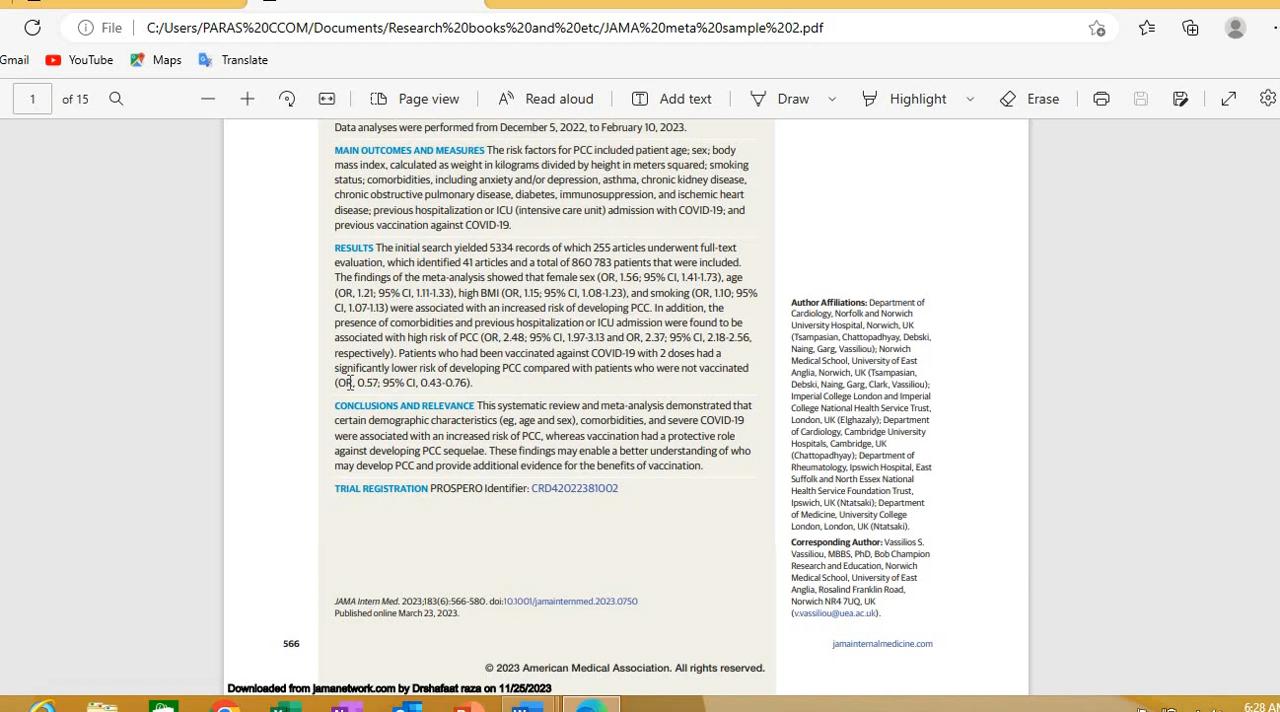 File C:/Users/PARAS%20CCOM/Documents/Research%20books%20and%20etc/JAMA%20meta%20sample%202.pdf
Gmail YouTube Maps Translate
1 of 15 Page view Read aloud Add text Draw Highlight Erase
Data analyses were performed from December 5, 2022, to February 10, 2023.
MAIN OUTCOMES AND MEASURES The risk factors for PCC included patient age; sex; body
mass index, calculated as weight in kilograms divided by height in meters squared; smoking
status; comorbidities, including anxiety and/or depression, asthma, chronic kidney disease,
chronic obstructive pulmonary disease, diabetes, immunosuppression, and ischemic heart
disease; previous hospitalization or ICU (intensive care unit) admission with COVID-19; and
previous vaccination against COVID-19.
RESULTS The initial search yielded 5334 records of which 255 articles underwent full-text
evaluation, which identified 41 articles and a total of 860 783 patients that were included.
The findings of the meta-analysis showed that female sex (OR, 1.56; 95% CI, 1.41-1.73), age
(OR, 1.21; 95% CI, 1.11-1.33), high BMI (OR, 1.15; 95% CI, 1.08-1.23), and smoking (OR, 1.10; 95%
CI, 1.07-1.13) were associated with an increased risk of developing PCC. In addition, the
presence of comorbidities and previous hospitalization or ICU admission were found to be
associated with high risk of PCC (OR, 2.48; 95% CI, 1.97-3.13 and OR, 2.37; 95% CI, 2.18-2.56,
respectively). Patients who had been vaccinated against COVID-19 with 2 doses had a
significantly lower risk of developing PCC compared with patients who were not vaccinated
(OR, 0.57; 95% CI, 0.43-0.76).
CONCLUSIONS AND RELEVANCE This systematic review and meta-analysis demonstrated that
certain demographic characteristics (eg, age and sex), comorbidities, and severe COVID-19
were associated with an increased risk of PCC, whereas vaccination had a protective role
against developing PCC sequelae. These findings may enable a better understanding of who
may develop PCC and provide additional evidence for the benefits of vaccination.
TRIAL REGISTRATION PROSPERO Identifier: CRD42022381002
JAMA Intern Med. 2023;183(6):566-580. doi:10.1001/jamainternmed.2023.0750
Published online March 23, 2023.
Author Affiliations: Department of
Cardiology, Norfolk and Norwich
University Hospital, Norwich, UK
(Tsampasian, Chattopadhyay, Debski,
Naing, Garg, Vassiliou); Norwich
Medical School, University of East
Anglia, Norwich, UK (Tsampasian,
Debski, Naing, Garg, Clark, Vassiliou);
Imperial College London and Imperial
College National Health Service Trust,
London, UK (Elghazaly); Department
of Cardiology, Cambridge University
Hospitals, Cambridge, UK
(Chattopadhyay); Department of
Rheumatology, Ipswich Hospital, East
Suffolk and North Essex National
Health Service Foundation Trust,
Ipswich, UK (Ntatsaki); Department
of Medicine, University College
London, London, UK (Ntatsaki).
Corresponding Author: Vassilios S.
Vassiliou, MBBS, PhD, Bob Champion
Research and Education, Norwich
Medical School, University of East
Anglia, Rosalind Franklin Road,
Norwich NR4 7UQ, UK
(v.vassiliou@uea.ac.uk).
566
jamainternalmedicine.com
© 2023 American Medical Association. All rights reserved.
Downloaded from jamanetwork.com by Drshafaat raza on 11/25/2023
6:28 AM